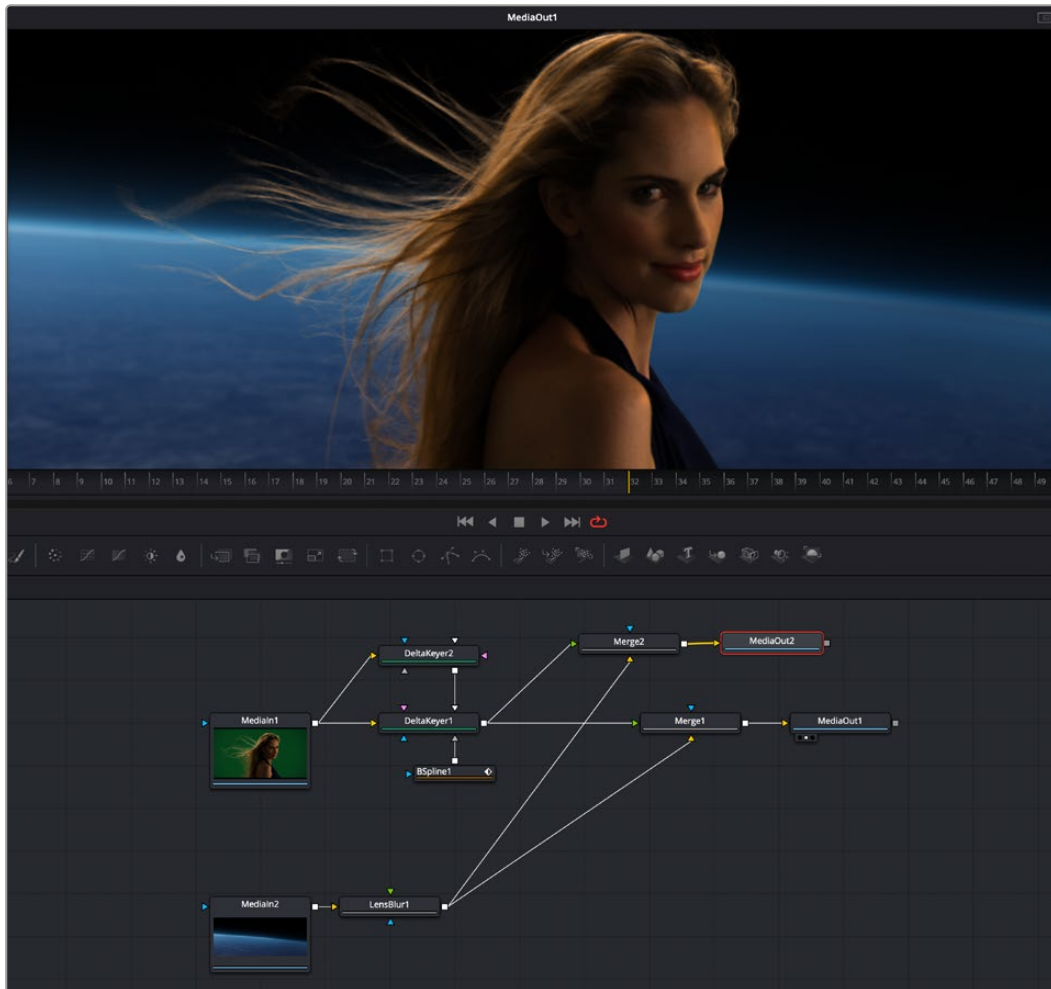 MediaOut1
6 7 8 9 10 11 12 13 14 15 16 17 18 19 20 21 22 23 24 25 26 27 28 29 30 31 32 33 34 35 36 37 38 39 40 41 42 43 44 45 46 47 48 49
Merge2 MediaOut2
DeltaKeyer2
MediaIn1 DeltaKeyer1 Merge1 MediaOut1
BSpline1
MediaIn2 LensBlur1